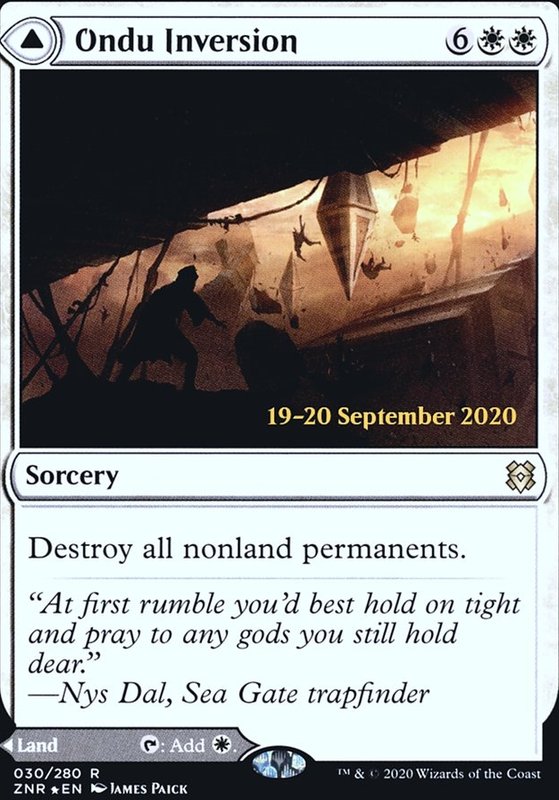 Ondu Inversion 6
19–20 September 2020
Sorcery
Destroy all nonland permanents.
“At first rumble you’d best hold on tight
and pray to any gods you still hold
dear.”
—Nys Dal, Sea Gate trapfinder
Land : Add .
030/280 R
ZNR ★ EN James Paick
™ & © 2020 Wizards of the Coast